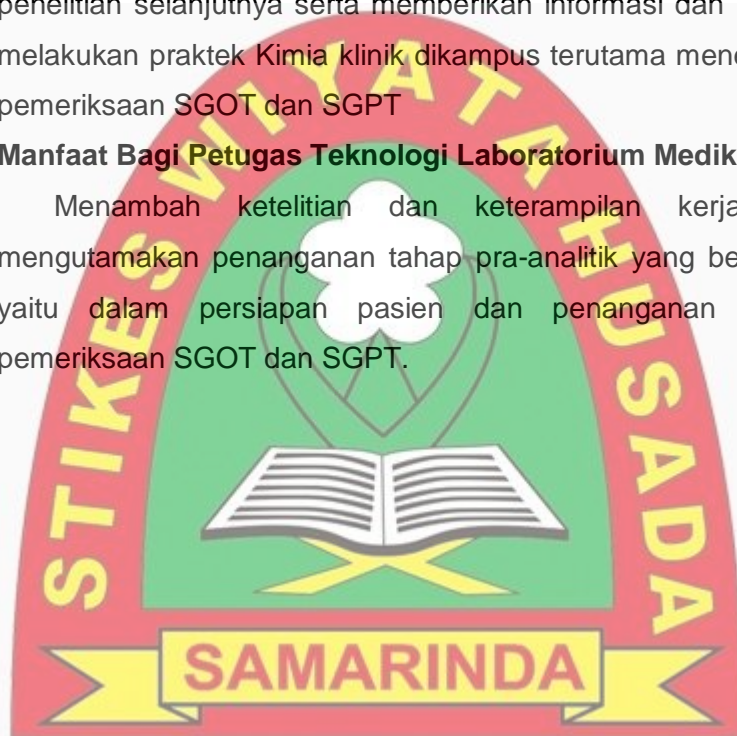 penelitian selanjutnya serta memberikan informasi dan
melakukan praktek Kimia klinik dikampus terutama
pemeriksaan SGOT dan SGPT
Manfaat Bagi Petugas Teknologi Laboratorium Medik
Menambah ketelitian dan keterampilan kerja
mengutamakan penanganan tahap pra-analitik yang
yaitu dalam persiapan pasien dan penanganan
pemeriksaan SGOT dan SGPT.
STIKES WIYATA HUSADA
SAMARINDA